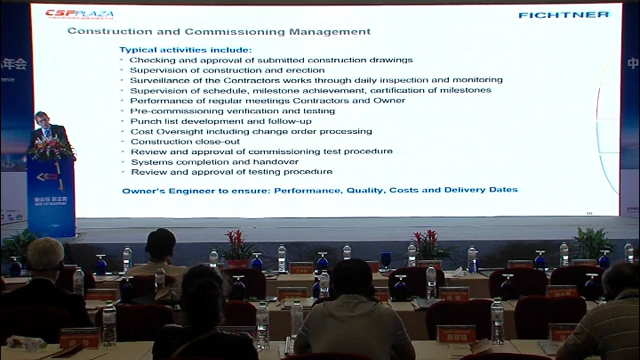 CSPPLAZA
FICHTNER
Construction and Commissioning Management
Typical activities include:
Checking and approval of submitted construction drawings
Supervision of construction and erection
Surveillance of the Contractors works through daily inspection and monitoring
Supervision of schedule, milestone achievement, certification of milestones
Performance of regular meetings Contractors and Owner
Pre-commissioning verification and testing
Punch list development and follow-up
Cost Oversight including change order processing
Construction close-out
Review and approval of commissioning test procedure
Systems completion and handover
Review and approval of testing procedure
Owner's Engineer to ensure: Performance, Quality, Costs and Delivery Dates
年会
中